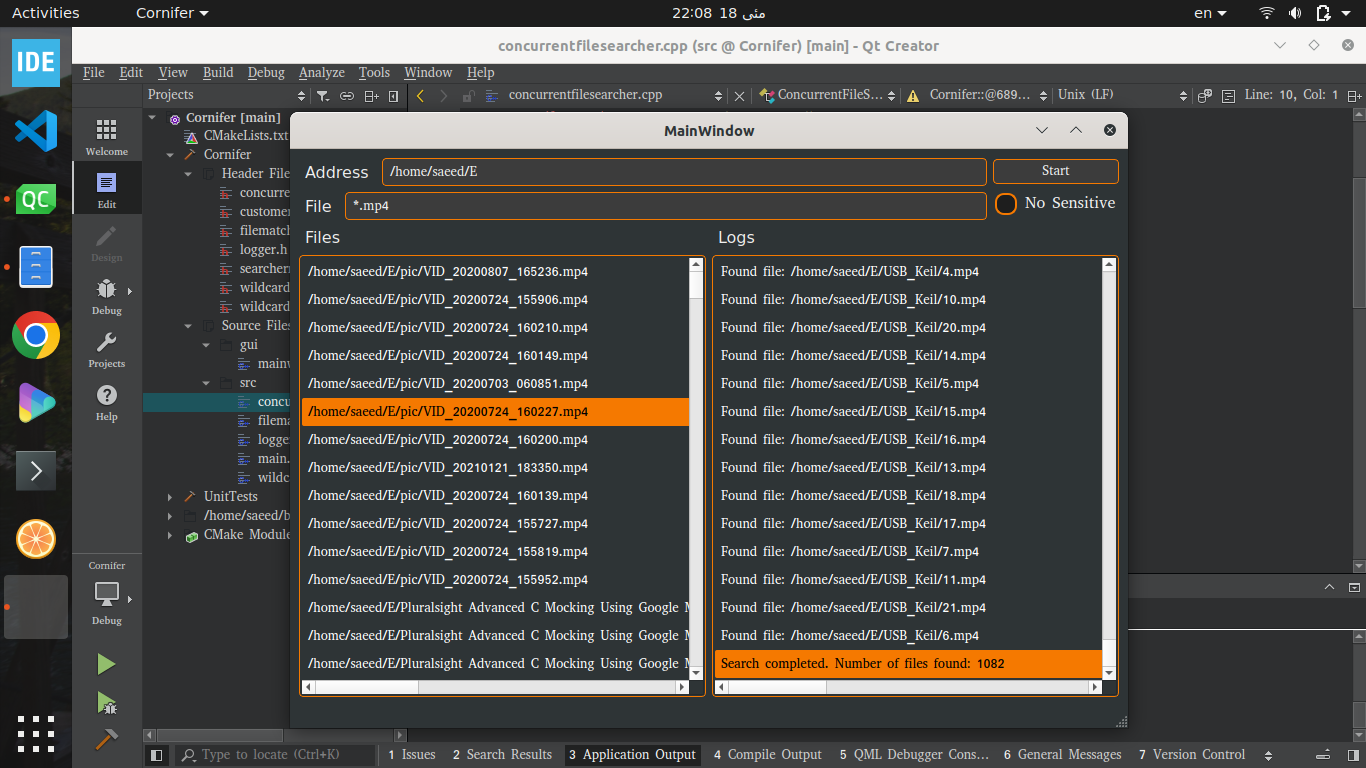 Activities
Cornifer
22:08 18 مئی
en
concurrentfilesearcher.cpp (src @ Cornifer) [main] - Qt Creator
File Edit View Build Debug Analyze Tools Window Help
IDE
Projects
concurrentfilesearcher.cpp
ConcurrentFileS...
Cornifer::@689...
Unix (LF)
Line: 10, Col: 1
Welcome
Edit
Design
Debug
Projects
Help
Cornifer
Debug
QC
Cornifer [main]
CMakeLists.txt
Cornifer
Header File
concurre
customer
filematch
logger.h
searcher
wildcard
wildcard
Source Files
gui
main
src
concu
filema
logge
main.
wildc
UnitTests
/home/saeed/b
CMake Module
MainWindow
Address
/home/saeed/E
Start
File
*.mp4
No Sensitive
Files
/home/saeed/E/pic/VID_20200807_165236.mp4
/home/saeed/E/pic/VID_20200724_155906.mp4
/home/saeed/E/pic/VID_20200724_160210.mp4
/home/saeed/E/pic/VID_20200724_160149.mp4
/home/saeed/E/pic/VID_20200703_060851.mp4
/home/saeed/E/pic/VID_20200724_160227.mp4
/home/saeed/E/pic/VID_20200724_160200.mp4
/home/saeed/E/pic/VID_20210121_183350.mp4
/home/saeed/E/pic/VID_20200724_160139.mp4
/home/saeed/E/pic/VID_20200724_155727.mp4
/home/saeed/E/pic/VID_20200724_155819.mp4
/home/saeed/E/pic/VID_20200724_155952.mp4
/home/saeed/E/Pluralsight Advanced C Mocking Using Google M
/home/saeed/E/Pluralsight Advanced C Mocking Using Google M
/home/saeed/E/Pluralsight Advanced C Mocking Using Google M
Logs
Found file: /home/saeed/E/USB_Keil/4.mp4
Found file: /home/saeed/E/USB_Keil/10.mp4
Found file: /home/saeed/E/USB_Keil/20.mp4
Found file: /home/saeed/E/USB_Keil/14.mp4
Found file: /home/saeed/E/USB_Keil/5.mp4
Found file: /home/saeed/E/USB_Keil/15.mp4
Found file: /home/saeed/E/USB_Keil/16.mp4
Found file: /home/saeed/E/USB_Keil/13.mp4
Found file: /home/saeed/E/USB_Keil/18.mp4
Found file: /home/saeed/E/USB_Keil/17.mp4
Found file: /home/saeed/E/USB_Keil/7.mp4
Found file: /home/saeed/E/USB_Keil/11.mp4
Found file: /home/saeed/E/USB_Keil/21.mp4
Found file: /home/saeed/E/USB_Keil/6.mp4
Search completed. Number of files found: 1082
Type to locate (Ctrl+K)
1 Issues
2 Search Results
3 Application Output
4 Compile Output
5 QML Debugger Cons...
6 General Messages
7 Version Control